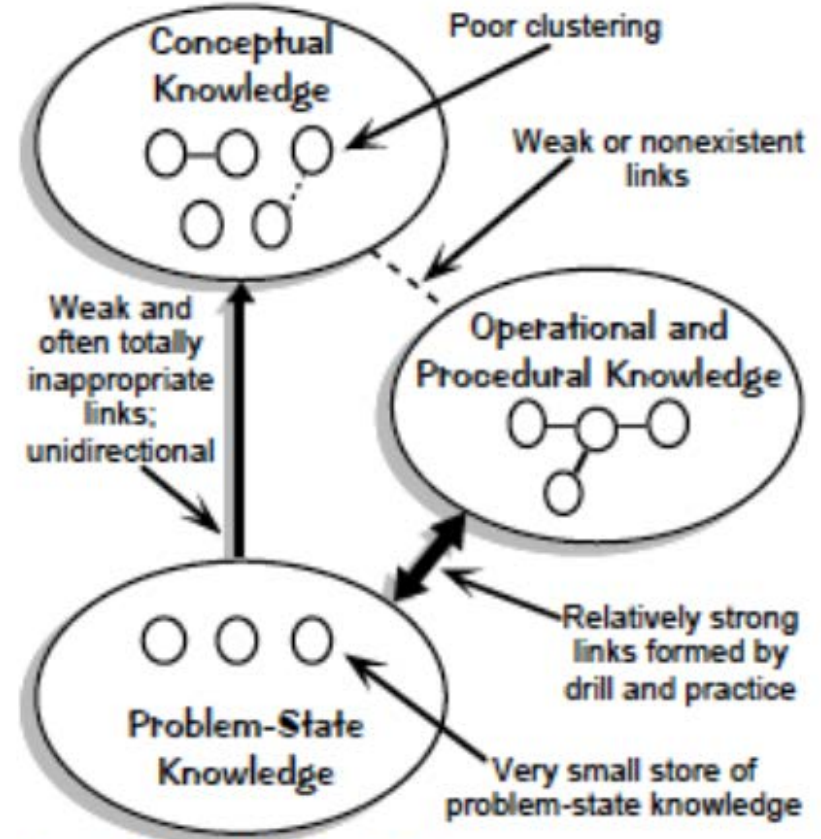 Conceptual
Knowledge
Poor clustering
Weak or nonexistent
links
Weak and
often totally
inappropriate
links;
unidirectional
Operational and
Procedural Knowledge
Relatively strong
links formed by
drill and practice
Problem-State
Knowledge
Very small store of
problem-state knowledge